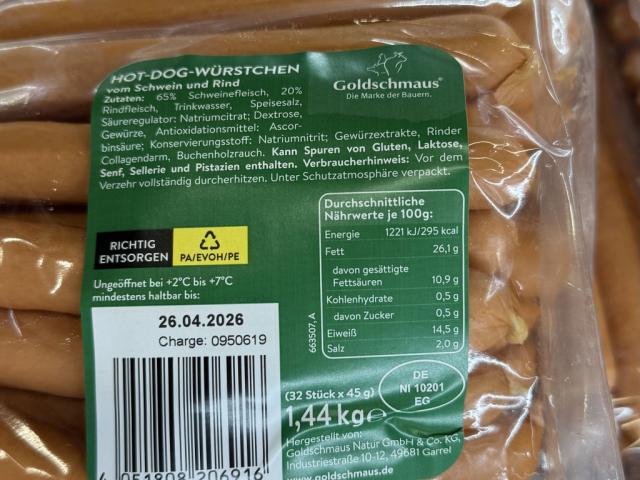 HOT-DOG-WÜRSTCHEN
vom Schwein und Rind
Zutaten: 65% Schweinefleisch, 20%
Rindfleisch, Trinkwasser, Speisesalz,
Säureregulator: Natriumcitrat; Dextrose,
Gewürze, Antioxidationsmittel: Ascor-
binsäure; Konservierungsstoff: Natriumnitrit; Gewürzextrakte, Rinder
Collagendarm, Buchenholzrauch. Kann Spuren von Gluten, Laktose,
Senf, Sellerie und Pistazien enthalten. Verbraucherhinweis: Vor dem
Verzehr vollständig durcherhitzen. Unter Schutzatmosphäre verpackt.
Goldschmaus®
Die Marke der Bauern.
RICHTIG
ENTSORGEN
PA/EVOH/PE
Ungeöffnet bei +2°C bis +7°C
mindestens haltbar bis:
26.04.2026
Charge: 0950619
4 051808 206916
Durchschnittliche
Nährwerte je 100g:
Energie 1221 kJ/295 kcal
Fett 26,1 g
davon gesättigte
Fettsäuren 10,9 g
Kohlenhydrate 0,5 g
davon Zucker 0,5 g
Eiweiß 14,5 g
Salz 2,0 g
663507, A
(32 Stück x 45 g)
1,44 kg e
DE
NI 10201
EG
Hergestellt von:
Goldschmaus Natur GmbH & Co. KG,
Industriestraße 10-12, 49681 Garrel
www.goldschmaus.de